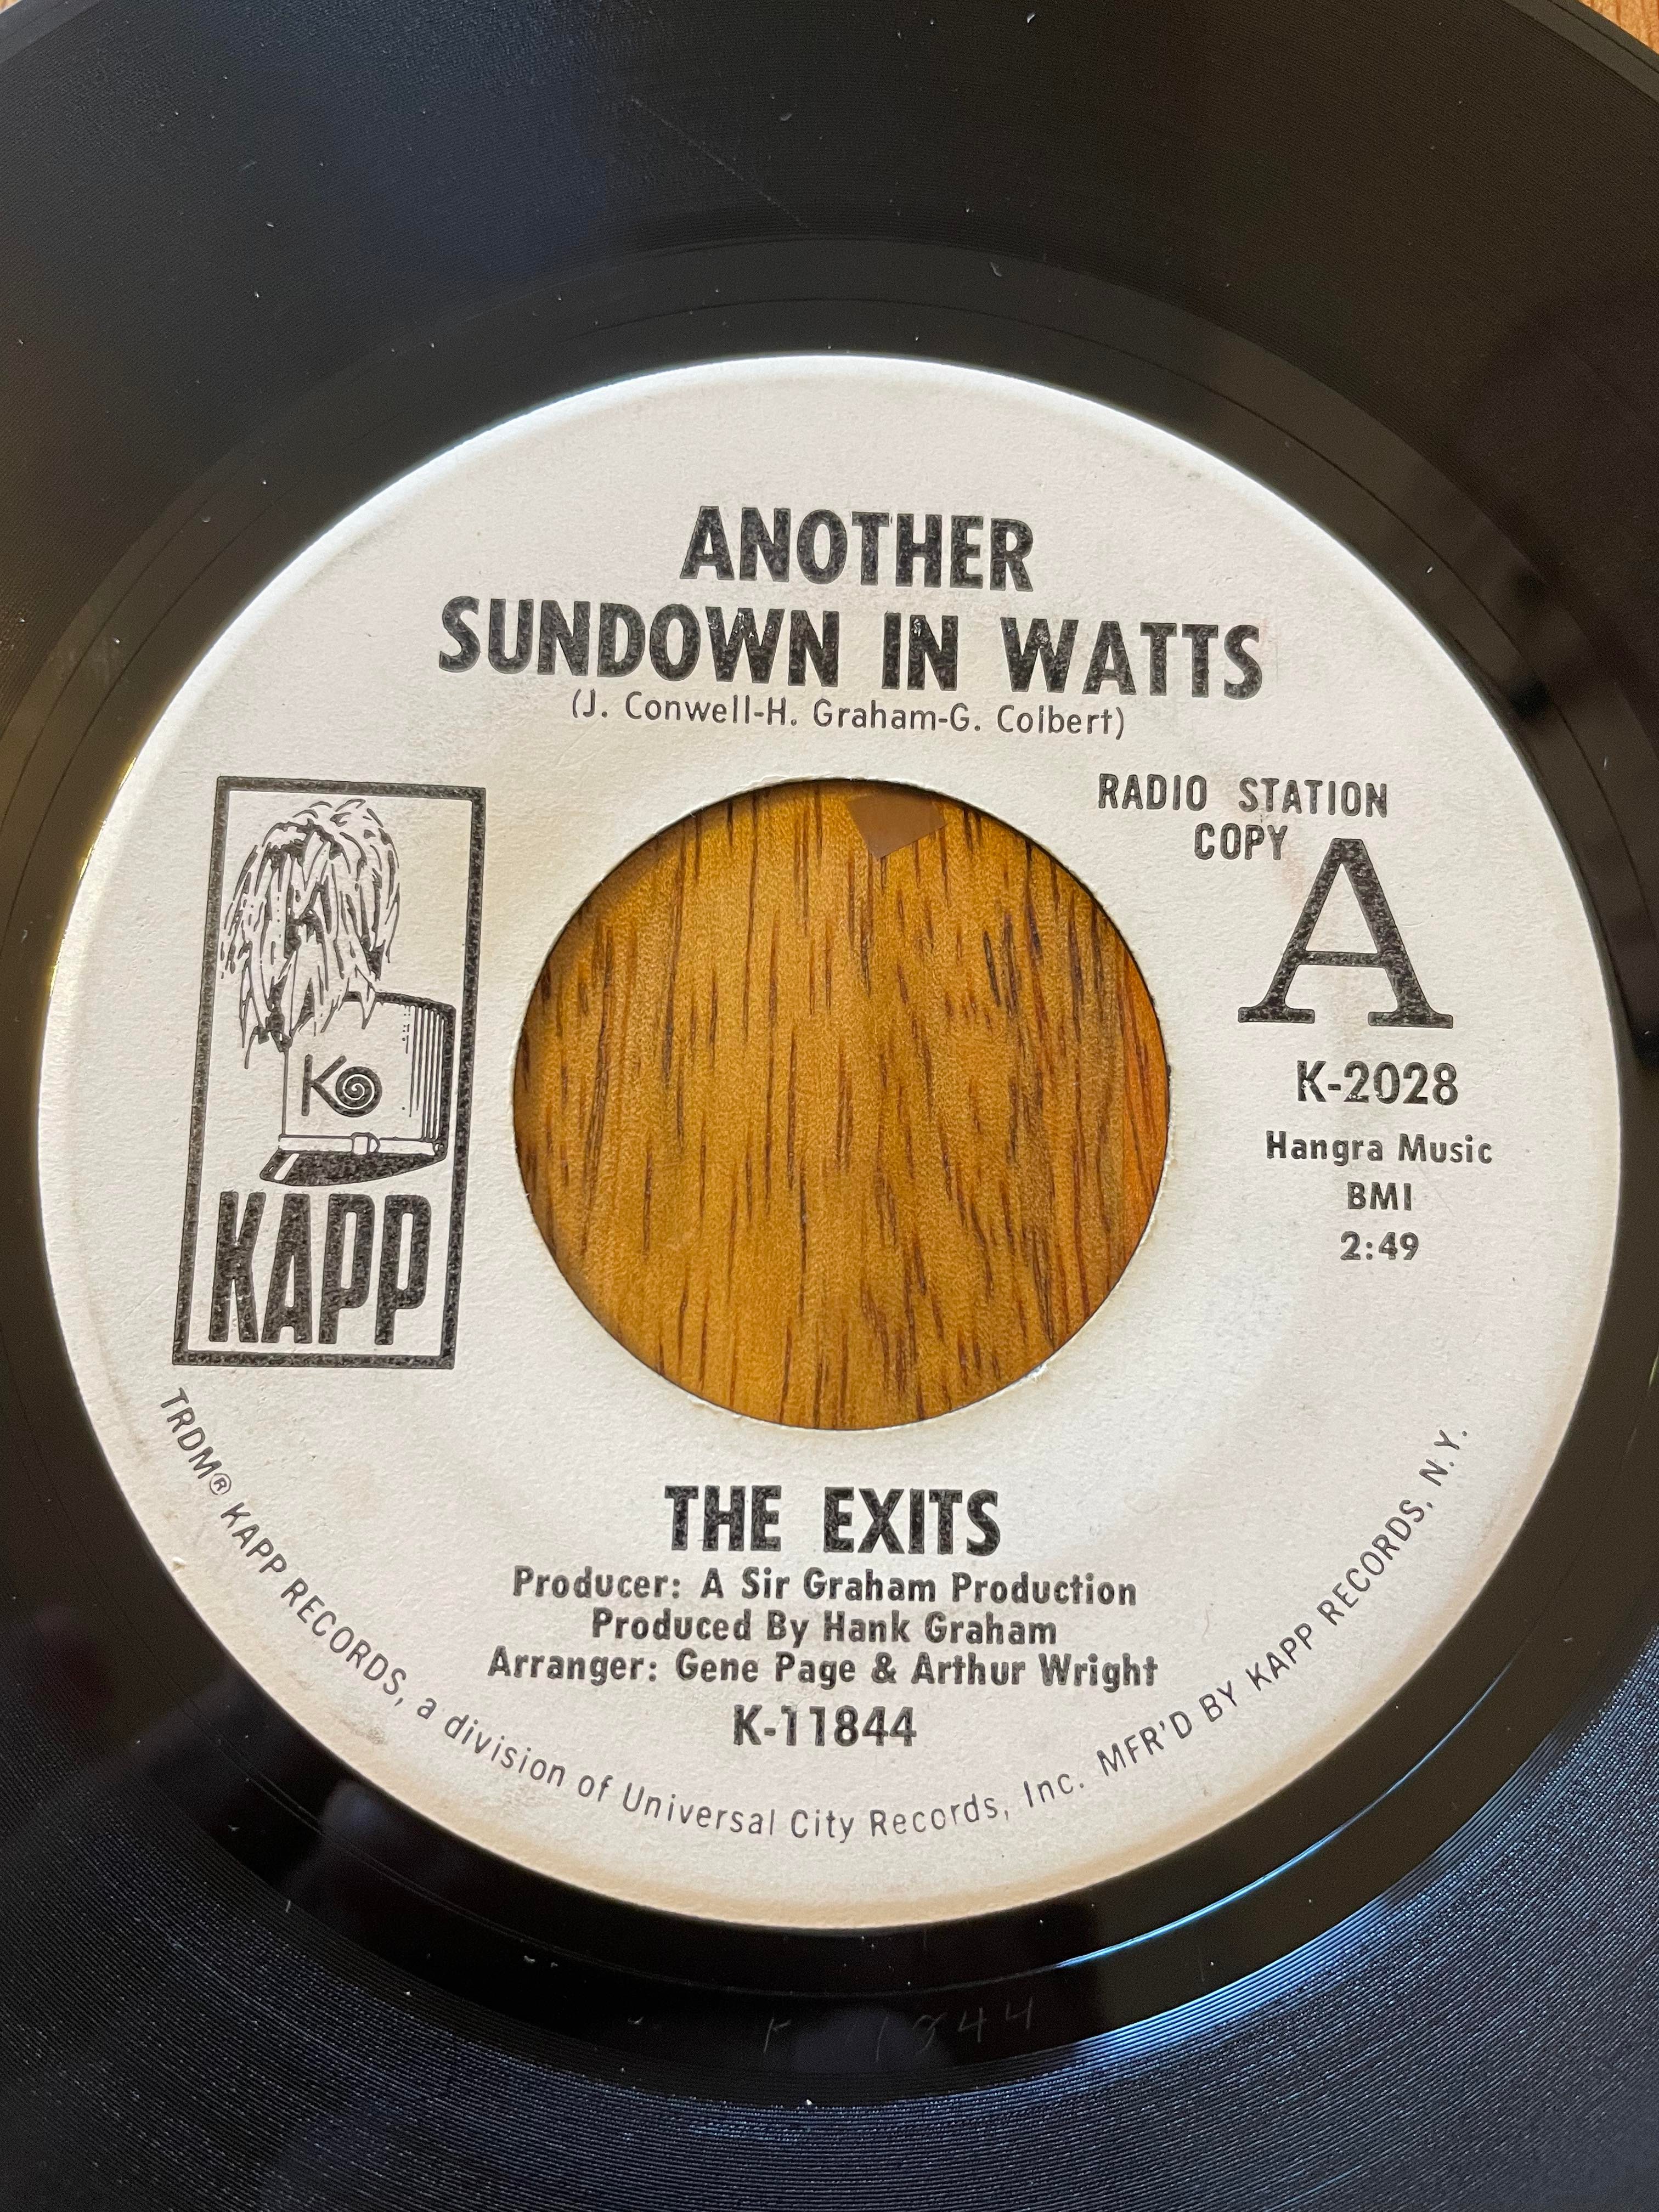 ANOTHER
SUNDOWN IN WATTS
(J. Conwell-H. Graham-G. Colbert)
RADIO STATION
COPY
A
K-2028
Hangra Music
BMI
2:49
K
KAPP
THE EXITS
Producer: A Sir Graham Production
Produced By Hank Graham
Arranger: Gene Page & Arthur Wright
K-11844
TRDM® KAPP RECORDS, a division of Universal City Records, Inc. MFR'D BY KAPP RECORDS, N.Y.